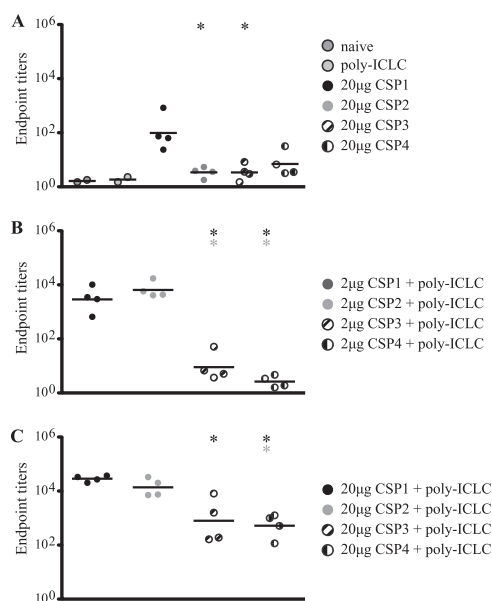 A
Endpoint titers
10⁶
10⁴
10²
10⁰
* *
naive
poly-ICLC
20μg CSP1
20μg CSP2
20μg CSP3
20μg CSP4
B
Endpoint titers
10⁶
10⁴
10²
10⁰
* *
* *
2μg CSP1 + poly-ICLC
2μg CSP2 + poly-ICLC
2μg CSP3 + poly-ICLC
2μg CSP4 + poly-ICLC
C
Endpoint titers
10⁶
10⁴
10²
10⁰
* *
*
20μg CSP1 + poly-ICLC
20μg CSP2 + poly-ICLC
20μg CSP3 + poly-ICLC
20μg CSP4 + poly-ICLC